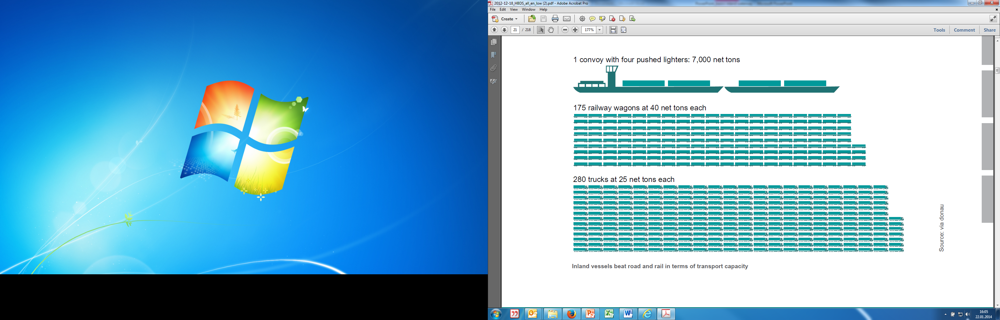 2012-12-18_HBDS_all_en_low (2).pdf - Adobe Acrobat Pro
File Edit View Window Help
Create
21 / 218 177% Tools Comment Share
1 convoy with four pushed lighters: 7,000 net tons
175 railway wagons at 40 net tons each
280 trucks at 25 net tons each
Source: via donau
Inland vessels beat road and rail in terms of transport capacity
16:05
22.01.2014